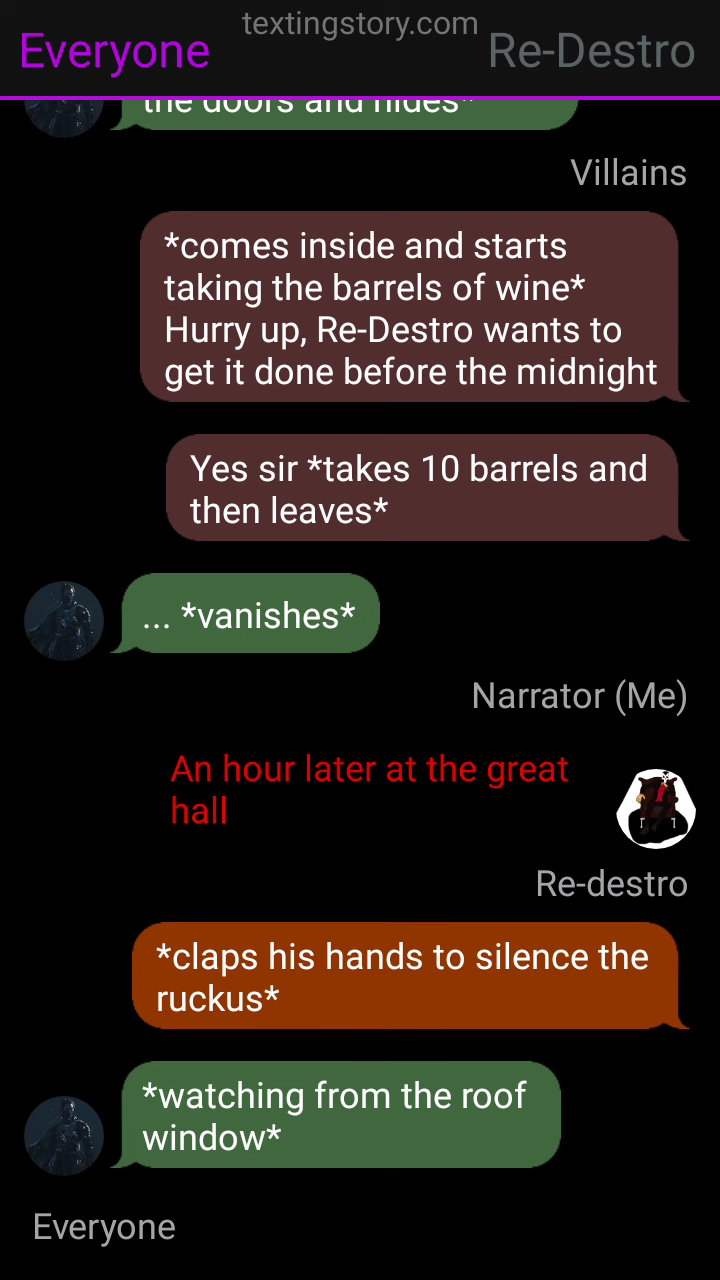 textingstory.com
Everyone
Re-Destro
the doors and hides*
Villains
*comes inside and starts
taking the barrels of wine*
Hurry up, Re-Destro wants to
get it done before the midnight
Yes sir *takes 10 barrels and
then leaves*
... *vanishes*
Narrator (Me)
An hour later at the great
hall
Re-destro
*claps his hands to silence the
ruckus*
*watching from the roof
window*
Everyone